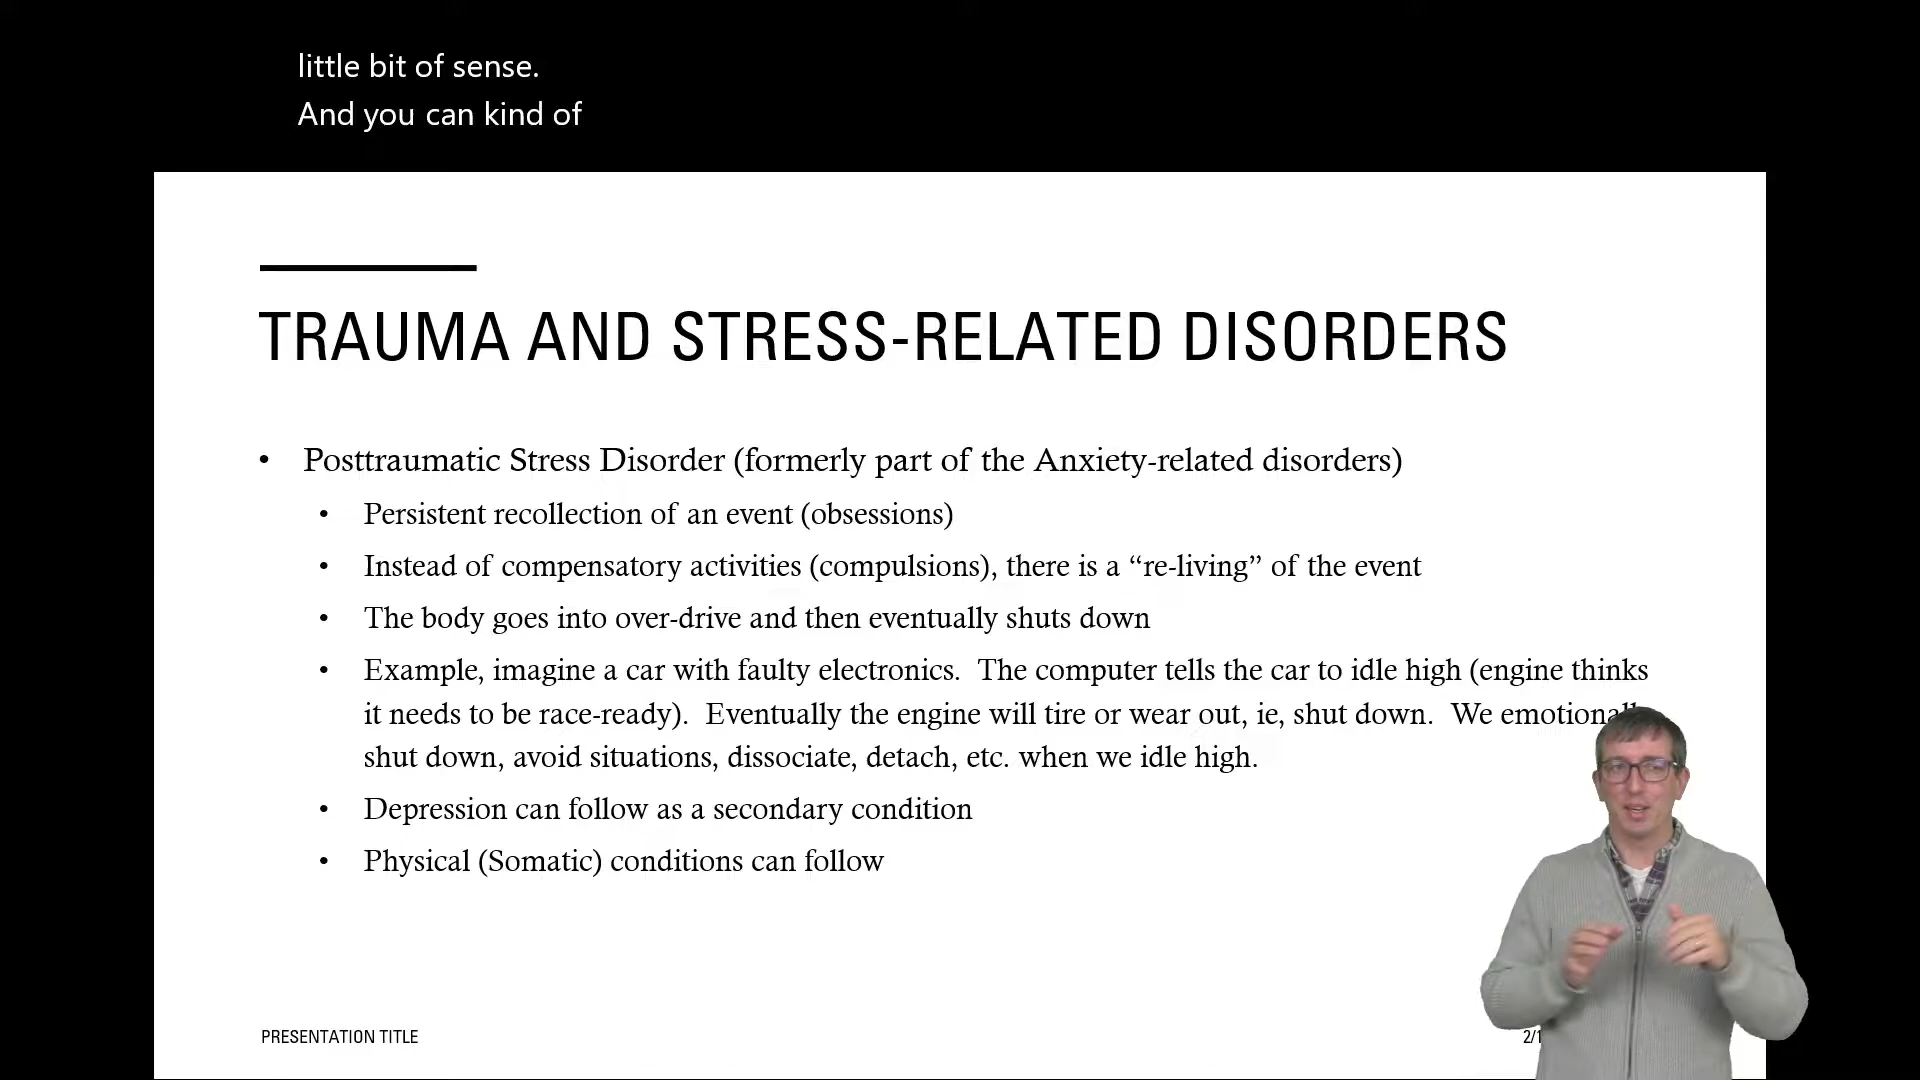 little bit of sense.
And you can kind of
TRAUMA AND STRESS-RELATED DISORDERS
• Posttraumatic Stress Disorder (formerly part of the Anxiety-related disorders)
• Persistent recollection of an event (obsessions)
• Instead of compensatory activities (compulsions), there is a “re-living” of the event
• The body goes into over-drive and then eventually shuts down
• Example, imagine a car with faulty electronics.  The computer tells the car to idle high (engine thinks
it needs to be race-ready).  Eventually the engine will tire or wear out, ie, shut down.  We emotionally
shut down, avoid situations, dissociate, detach, etc. when we idle high.
• Depression can follow as a secondary condition
• Physical (Somatic) conditions can follow
PRESENTATION TITLE